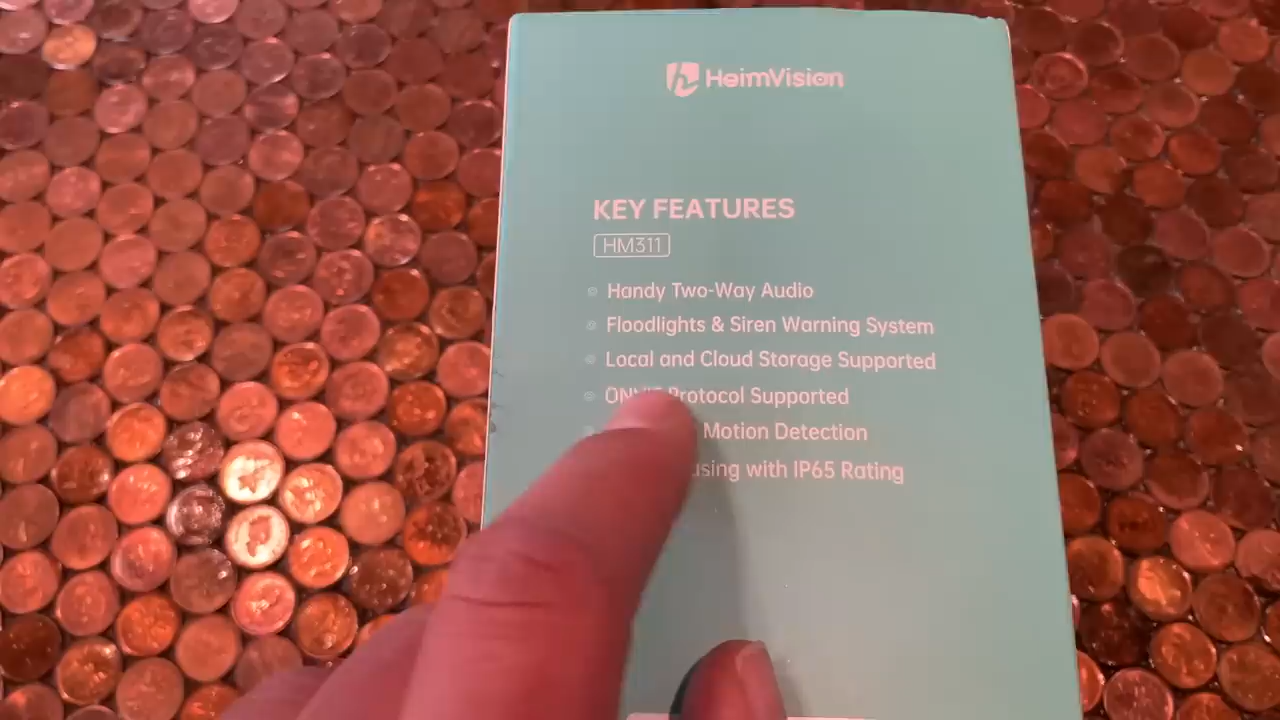 HeimVision
KEY FEATURES
HM311
Handy Two-Way Audio
Floodlights & Siren Warning System
Local and Cloud Storage Supported
Protocol Supported
Motion Detection
with IP65 Rating